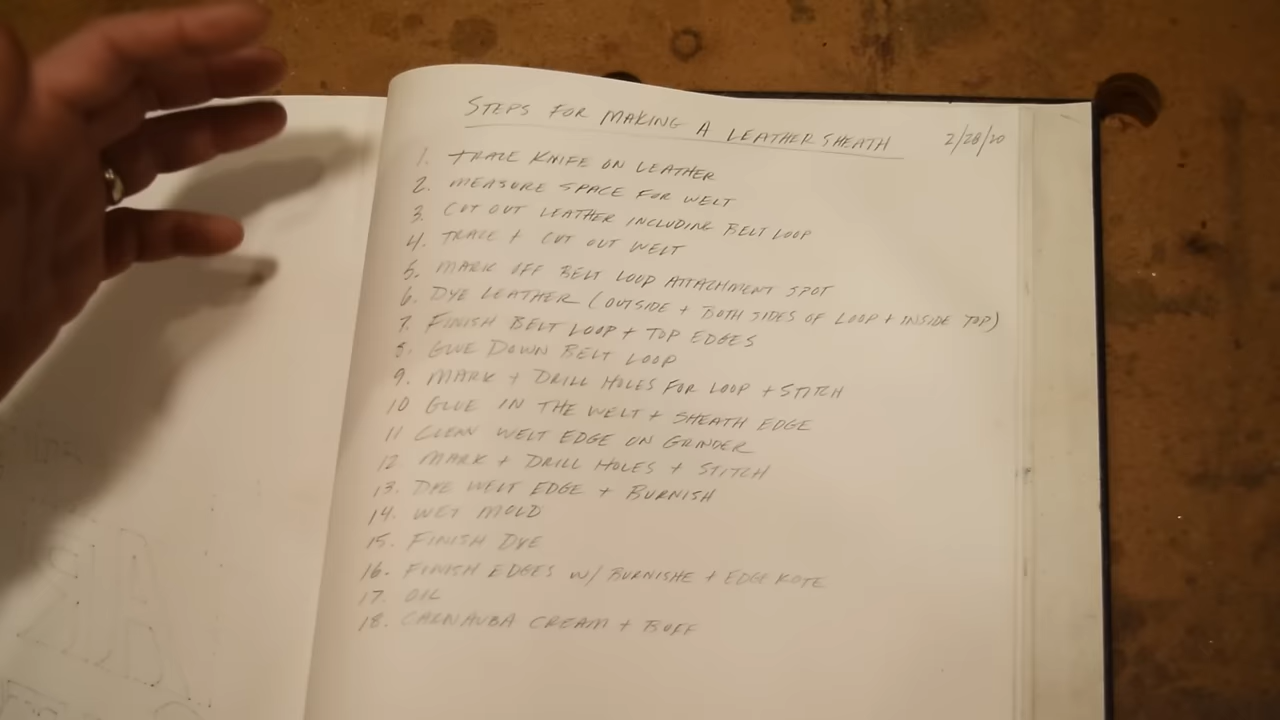 STEPS FOR MAKING A LEATHER SHEATH 2/28/20
1. TRACE KNIFE ON LEATHER
2. MEASURE SPACE FOR WELT
3. CUT OUT LEATHER INCLUDING BELT LOOP
4. TRACE + CUT OUT WELT
5. MARK OFF BELT LOOP ATTACHMENT SPOT
6. DYE LEATHER (OUTSIDE + BOTH SIDES OF LOOP + INSIDE TOP)
7. FINISH BELT LOOP + TOP EDGES
8. GLUE DOWN BELT LOOP
9. MARK + DRILL HOLES FOR LOOP + STITCH
10 GLUE IN THE WELT + SHEATH EDGE
11 CLEAN WELT EDGE ON GRINDER
12 MARK + DRILL HOLES + STITCH
13. DYE WELT EDGE + BURNISH
14. WET MOLD
15. FINISH DYE
16. FINISH EDGES W/ BURNISHE + EDGE KOTE
17. OIL
18. CARNAUBA CREAM + BUFF